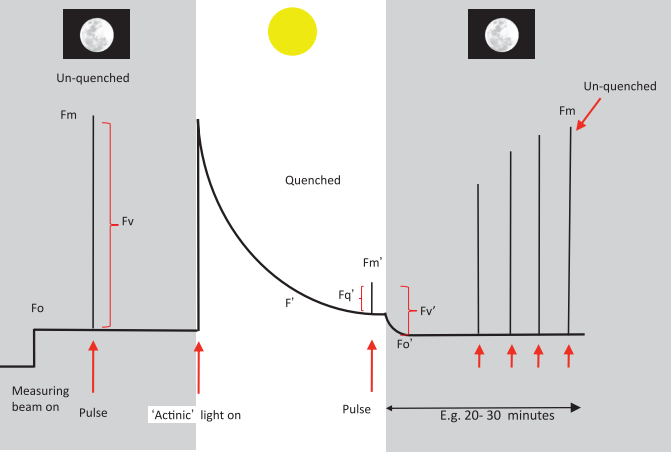 Un-quenched
Fm
Fv
Fo
Measuring
beam on
Pulse
'Actinic' light on
Quenched
F'
Fm'
Fq'
Fv'
Fo'
Pulse
Un-quenched
Fm
E.g. 20- 30 minutes